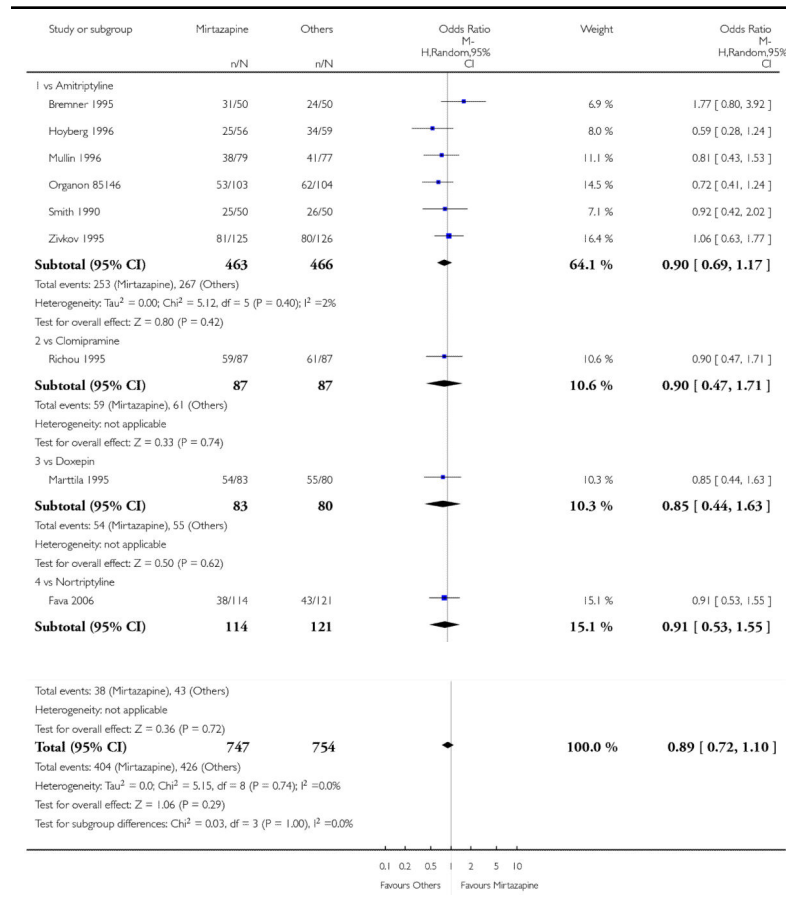 Study or subgroup Mirtazapine Others Odds Ratio Weight Odds Ratio
M- M-
H,Random,95% H,Random,95%
n/N n/N CI CI
1 vs Amitriptyline
Bremner 1995 31/50 24/50 6.9 % 1.77 [ 0.80, 3.92 ]
Hoyberg 1996 25/56 34/59 8.0 % 0.59 [ 0.28, 1.24 ]
Mullin 1996 38/79 41/77 11.1 % 0.81 [ 0.43, 1.53 ]
Organon 85146 53/103 62/104 14.5 % 0.72 [ 0.41, 1.24 ]
Smith 1990 25/50 26/50 7.1 % 0.92 [ 0.42, 2.02 ]
Zivkov 1995 81/125 80/126 16.4 % 1.06 [ 0.63, 1.77 ]
Subtotal (95% CI) 463 466 64.1 % 0.90 [ 0.69, 1.17 ]
Total events: 253 (Mirtazapine), 267 (Others)
Heterogeneity: Tau² = 0.00; Chi² = 5.12, df = 5 (P = 0.40); I² =2%
Test for overall effect: Z = 0.80 (P = 0.42)
2 vs Clomipramine
Richou 1995 59/87 61/87 10.6 % 0.90 [ 0.47, 1.71 ]
Subtotal (95% CI) 87 87 10.6 % 0.90 [ 0.47, 1.71 ]
Total events: 59 (Mirtazapine), 61 (Others)
Heterogeneity: not applicable
Test for overall effect: Z = 0.33 (P = 0.74)
3 vs Doxepin
Marttila 1995 54/83 55/80 10.3 % 0.85 [ 0.44, 1.63 ]
Subtotal (95% CI) 83 80 10.3 % 0.85 [ 0.44, 1.63 ]
Total events: 54 (Mirtazapine), 55 (Others)
Heterogeneity: not applicable
Test for overall effect: Z = 0.50 (P = 0.62)
4 vs Nortriptyline
Fava 2006 38/114 43/121 15.1 % 0.91 [ 0.53, 1.55 ]
Subtotal (95% CI) 114 121 15.1 % 0.91 [ 0.53, 1.55 ]
Total events: 38 (Mirtazapine), 43 (Others)
Heterogeneity: not applicable
Test for overall effect: Z = 0.36 (P = 0.72)
Total (95% CI) 747 754 100.0 % 0.89 [ 0.72, 1.10 ]
Total events: 404 (Mirtazapine), 426 (Others)
Heterogeneity: Tau² = 0.0; Chi² = 5.15, df = 8 (P = 0.74); I² =0.0%
Test for overall effect: Z = 1.06 (P = 0.29)
Test for subgroup differences: Chi² = 0.03, df = 3 (P = 1.00), I² =0.0%
0.1 0.2 0.5 1 2 5 10
Favours Others Favours Mirtazapine